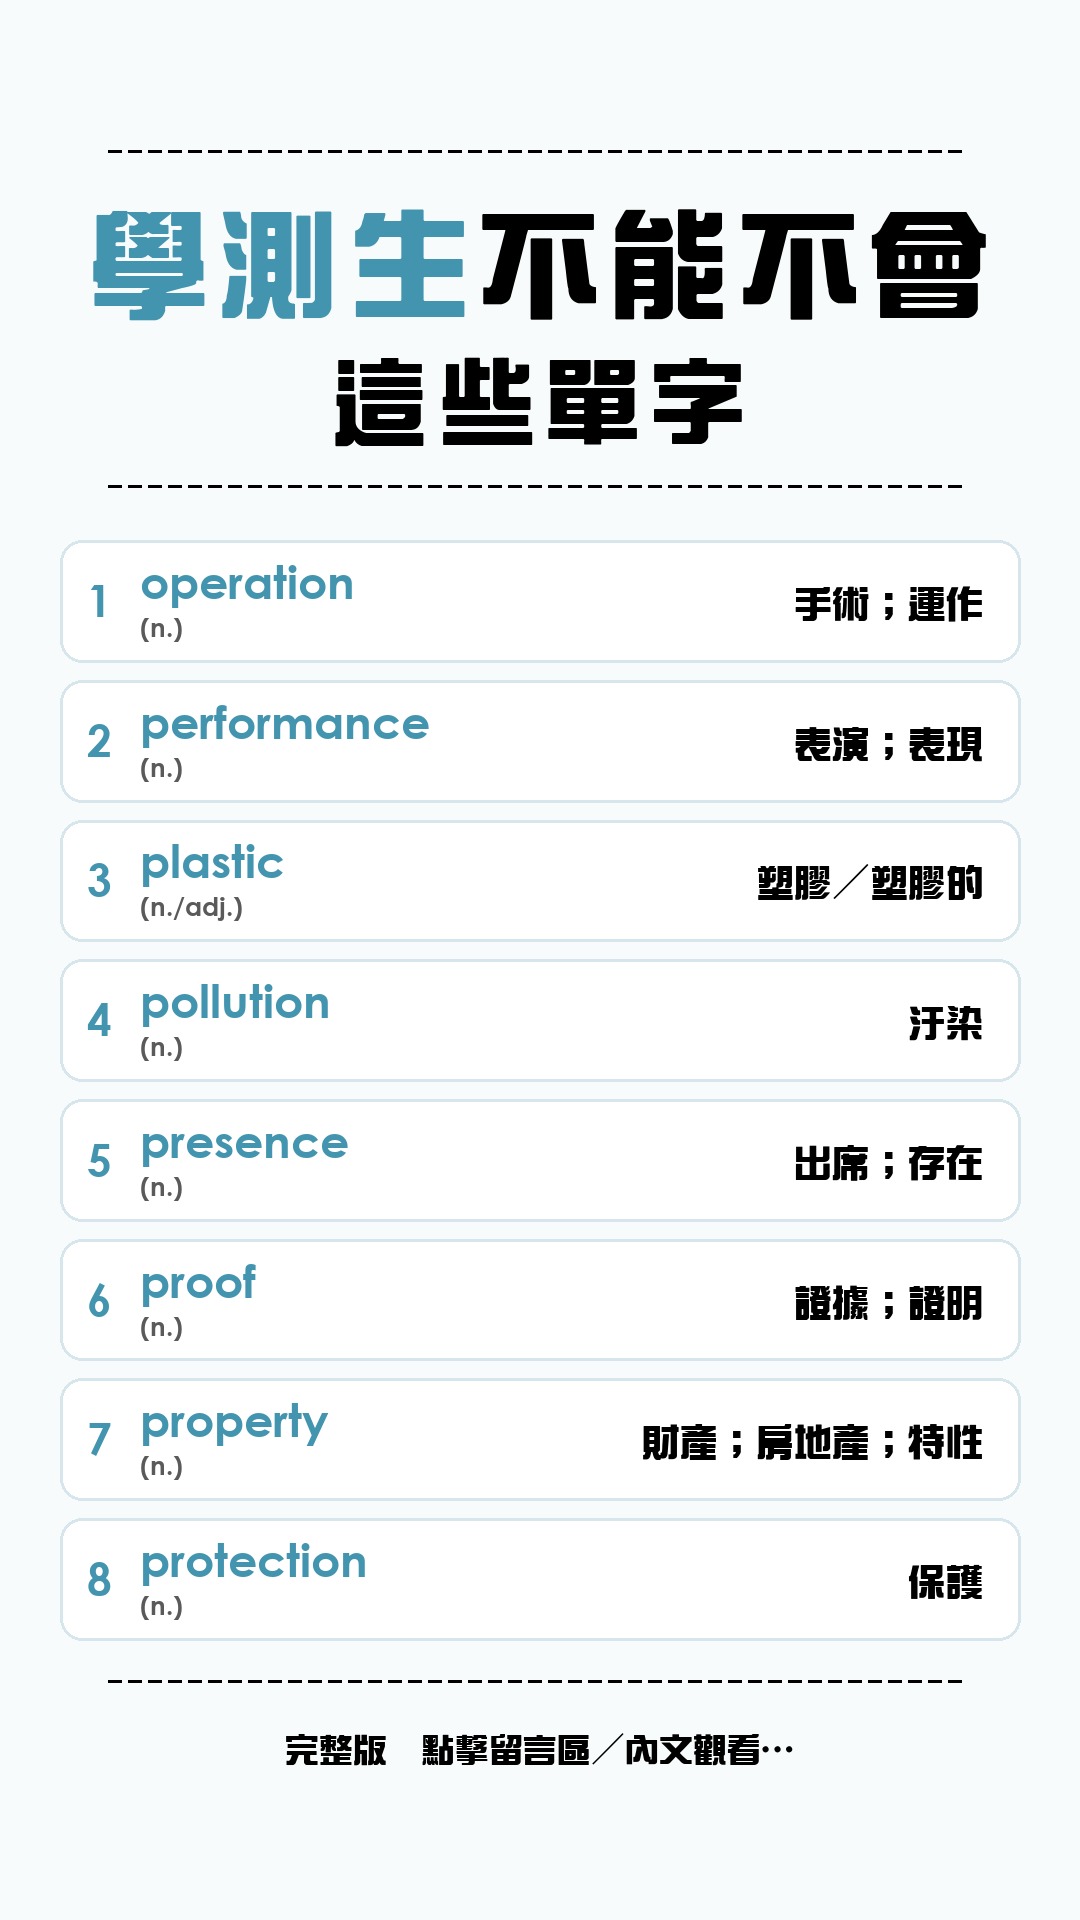 學測生不能不會
這些單字
1 operation 手術；運作
(n.)
2 performance 表演；表現
(n.)
3 plastic 塑膠／塑膠的
(n./adj.)
4 pollution 汙染
(n.)
5 presence 出席；存在
(n.)
6 proof 證據；證明
(n.)
7 property 財產；房地產；特性
(n.)
8 protection 保護
(n.)
完整版　點擊留言區／內文觀看…